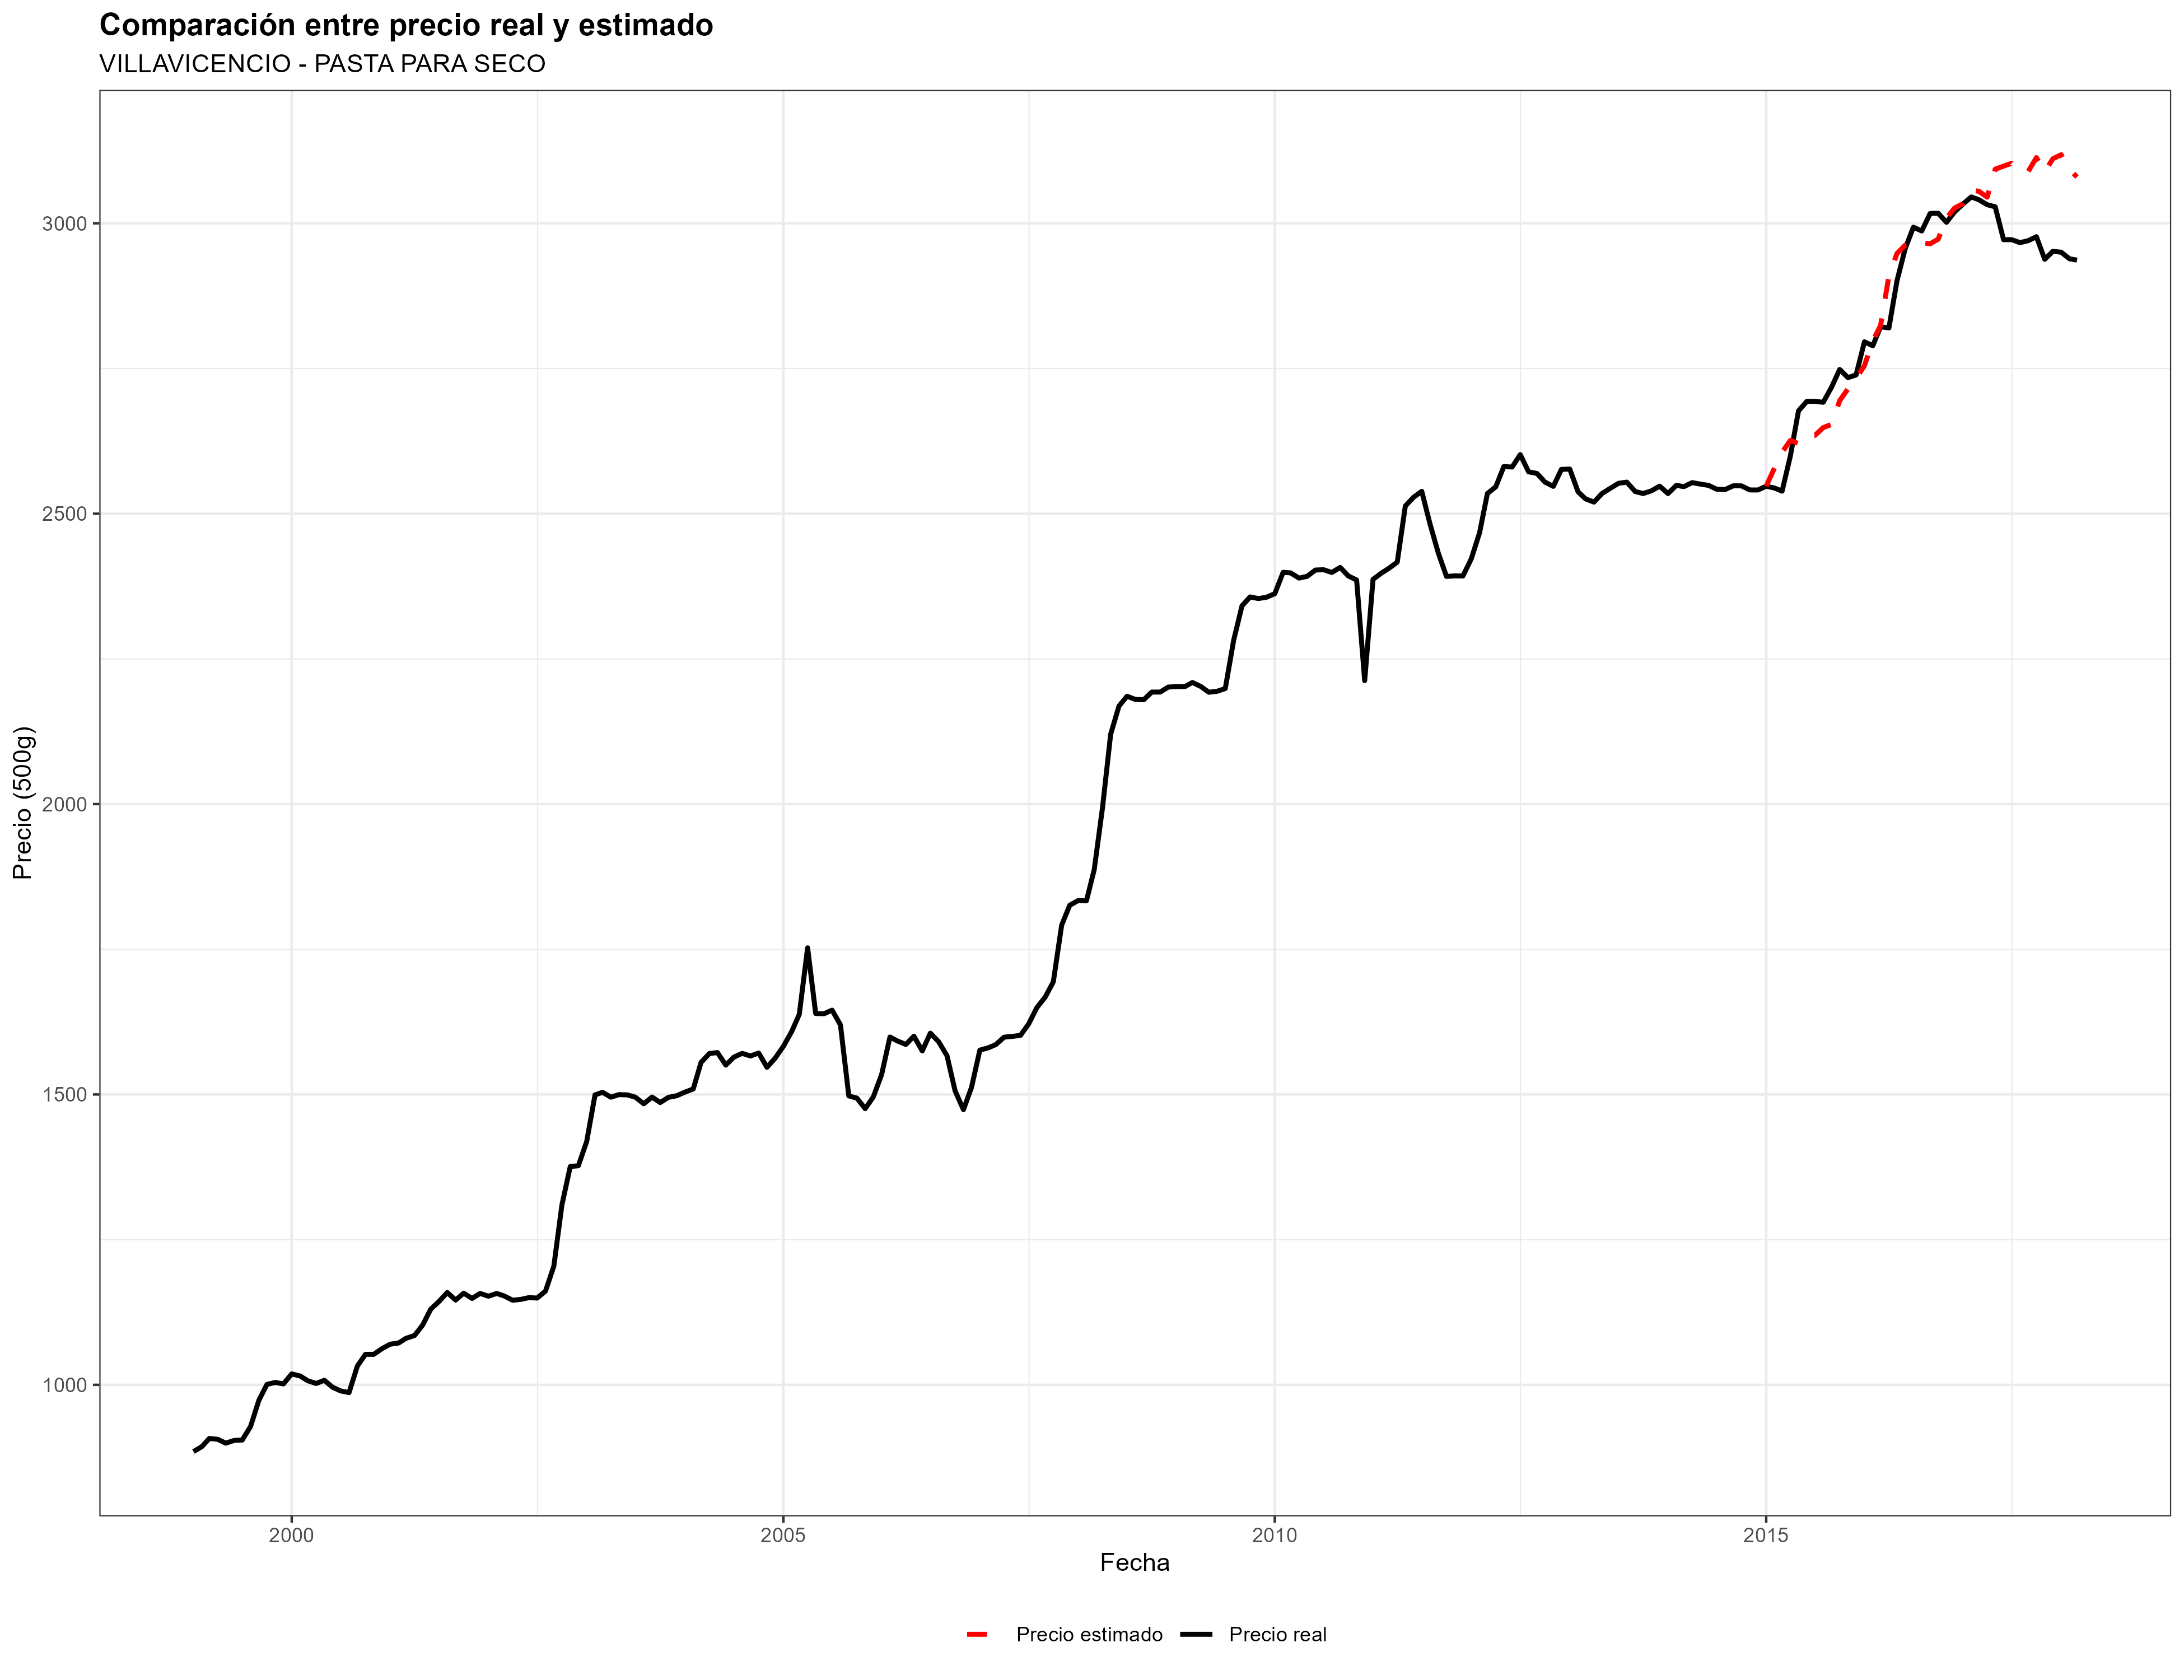 Comparación entre precio real y estimado
VILLAVICENCIO - PASTA PARA SECO
Precio (500g)
3000
2500
2000
1500
1000
2000
2005
2010
2015
Fecha
Precio estimado
Precio real